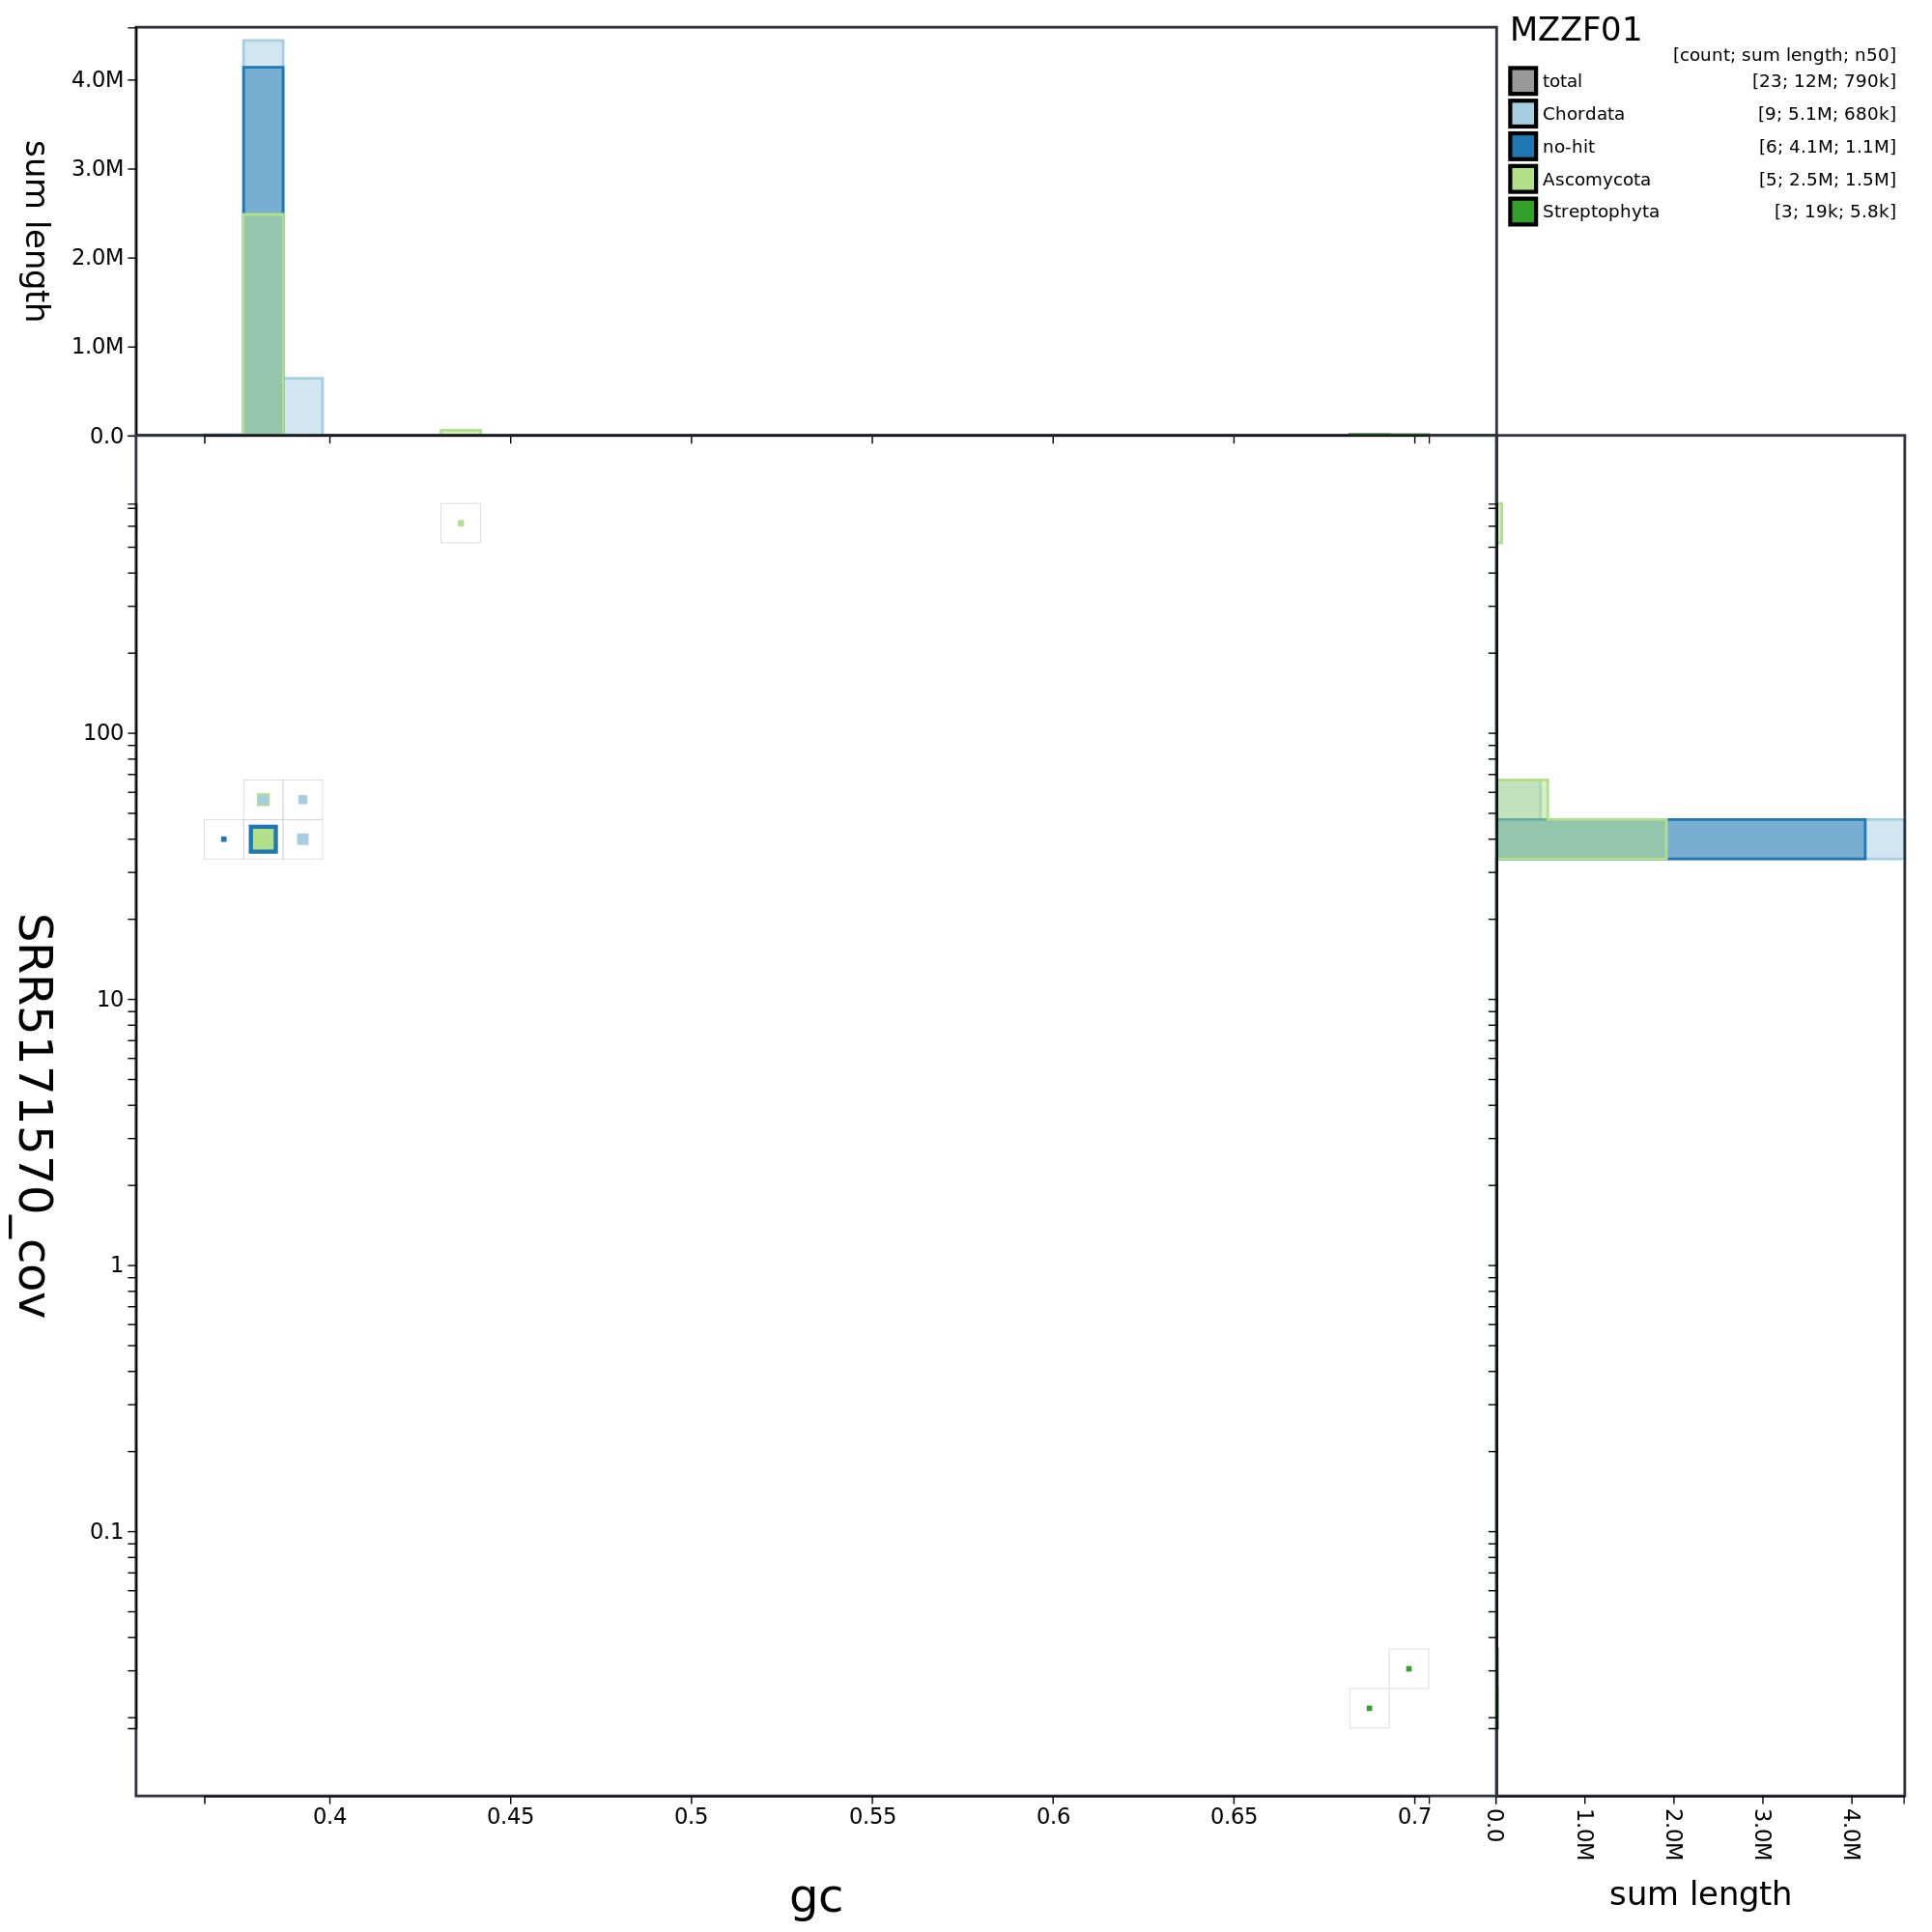 MZZF01
[count; sum length; n50]
total [23; 12M; 790k]
Chordata [9; 5.1M; 680k]
no-hit [6; 4.1M; 1.1M]
Ascomycota [5; 2.5M; 1.5M]
Streptophyta [3; 19k; 5.8k]
sum length
4.0M
3.0M
2.0M
1.0M
0.0
SRR5171570_cov
100
10
1
0.1
0.4 0.45 0.5 0.55 0.6 0.65 0.7
gc
0.0 1.0M 2.0M 3.0M 4.0M
sum length